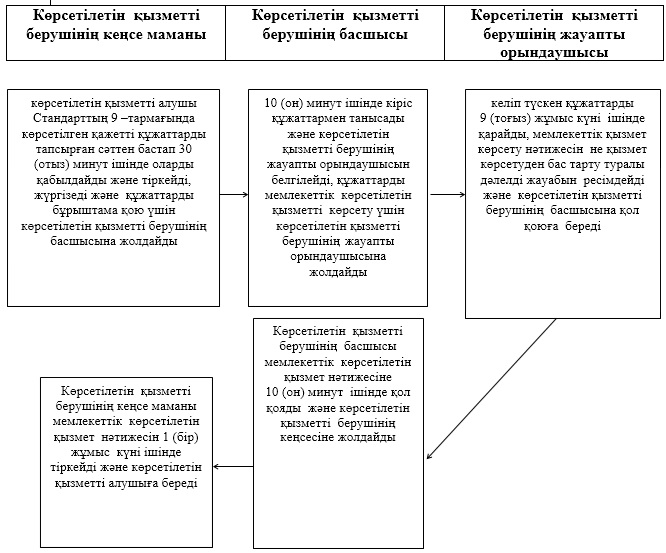 Көрсетілетін қызметті
берушінің кеңсе маманы
Көрсетілетін қызметті
берушінің басшысы
Көрсетілетін қызметті
берушінің жауапты
орындаушысы
көрсетілетін қызметті алушы
Стандарттың 9 –тармағында
көрсетілген қажетті құжаттарды
тапсырған сәттен бастап 30
(отыз) минут ішінде оларды
қабылдайды және тіркейді,
жүргізеді және құжаттарды
бұрыштама қою үшін
көрсетілетін қызметті берушінің
басшысына жолдайды
10 (он) минут ішінде кіріс
құжаттармен танысады
және көрсетілетін
қызметті берушінің
жауапты орындаушысын
белгілейді, құжаттарды
мемлекеттік көрсетілетін
қызметті көрсету үшін
көрсетілетін қызметті
берушінің жауапты
орындаушысына
жолдайды
келіп түскен құжаттарды
9 (тоғыз) жұмыс күні ішінде
қарайды, мемлекеттік қызмет
көрсету нәтижесін не қызмет
көрсетуден бас тарту туралы
дәлелді жауабын ресімдейді
және көрсетілетін қызметті
берушінің басшысына қол
қоюға береді
Көрсетілетін қызметті
берушінің басшысы
мемлекеттік көрсетілетін
қызмет нәтижесіне
10 (он) минут ішінде қол
қояды және көрсетілетін
қызметті берушінің
кеңсесіне жолдайды
Көрсетілетін қызметті
берушінің кеңсе маманы
мемлекеттік көрсетілетін
қызмет нәтижесін 1 (бір)
жұмыс күні ішінде
тіркейді және көрсетілетін
қызметті алушыға береді